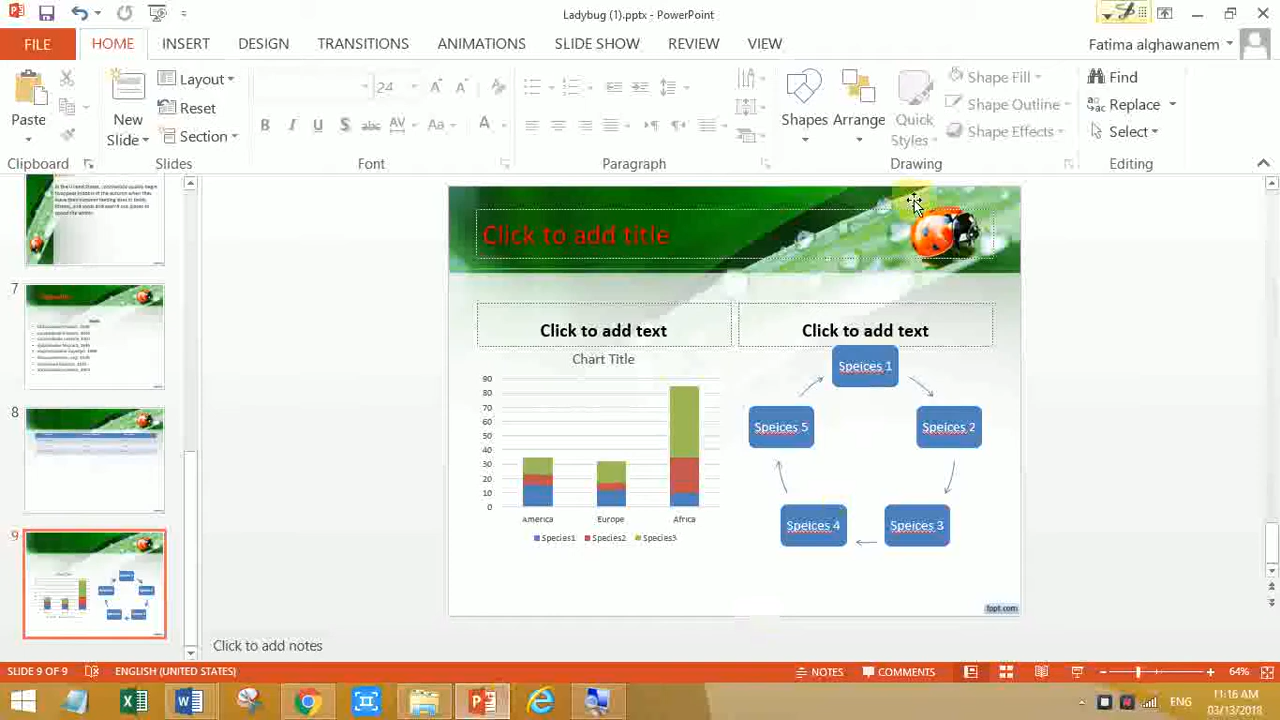 Ladybug (1).pptx - PowerPoint
FILE
HOME
INSERT
DESIGN
TRANSITIONS
ANIMATIONS
SLIDE SHOW
REVIEW
VIEW
Fatima alghawanem
Paste
Clipboard
New
Slide
Layout
Reset
Section
Slides
24
B I U S abc AV Aa A
Font
Paragraph
Shapes
Arrange
Quick
Styles
Shape Fill
Shape Outline
Shape Effects
Drawing
Find
Replace
Select
Editing
7
8
9
Click to add title
Click to add text
Click to add text
Chart Title
90
80
70
60
50
40
30
20
10
0
America
Europe
Africa
Species1
Species2
Species3
Speices 1
Speices 2
Speices 3
Speices 4
Speices 5
fppt.com
Click to add notes
SLIDE 9 OF 9
ENGLISH (UNITED STATES)
NOTES
COMMENTS
64%
ENG
11:16 AM
03/13/2018